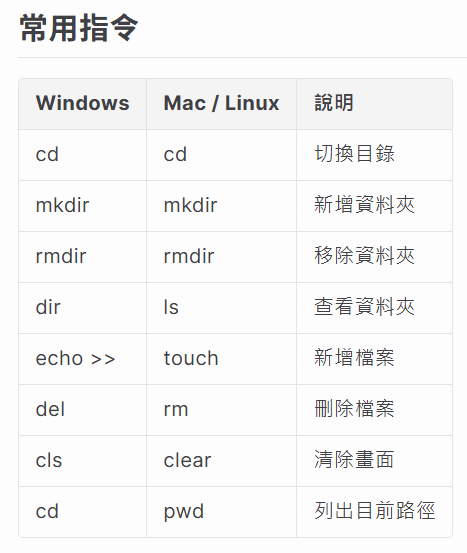 常用指令
Windows Mac / Linux 說明
cd cd 切換目錄
mkdir mkdir 新增資料夾
rmdir rmdir 移除資料夾
dir ls 查看資料夾
echo >> touch 新增檔案
del rm 刪除檔案
cls clear 清除畫面
cd pwd 列出目前路徑